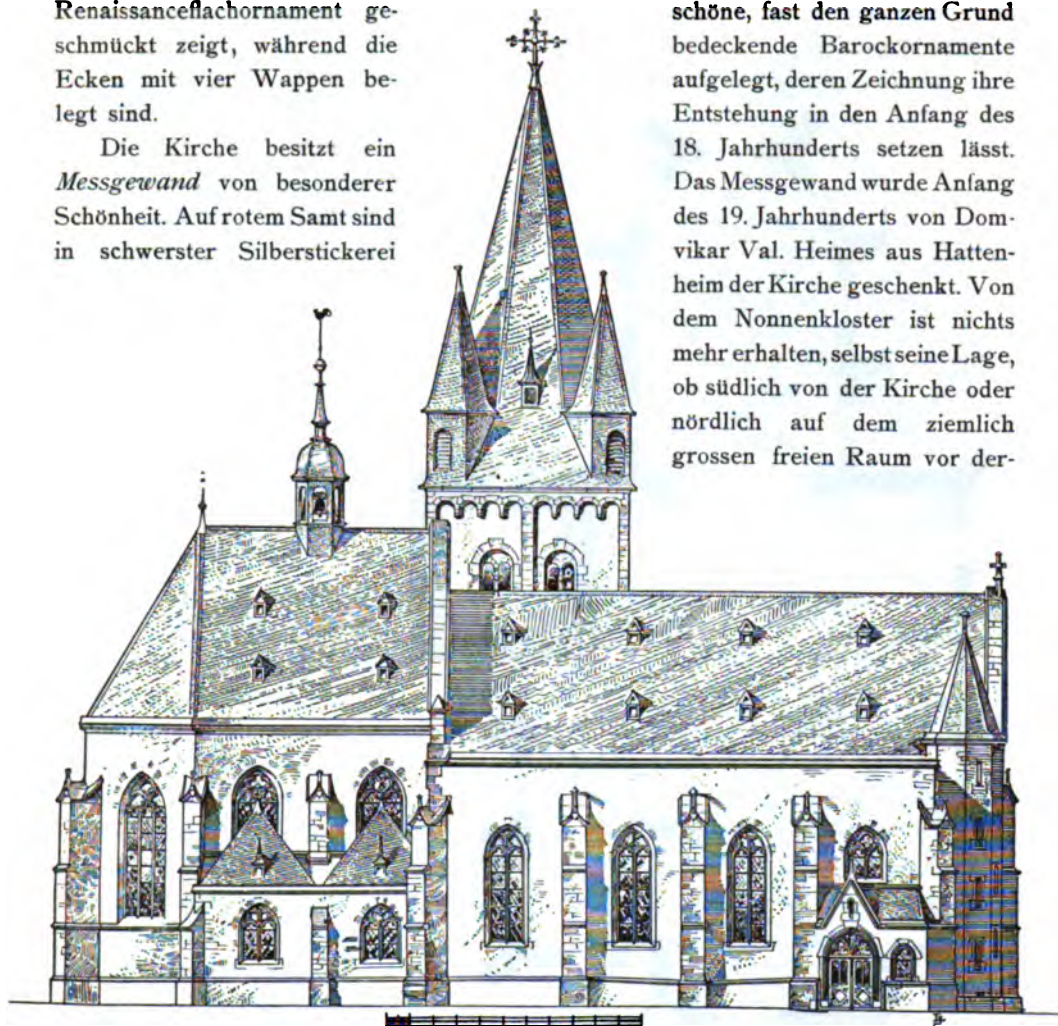 Renaissanceflachornament ge-
schmückt zeigt, während die
Ecken mit vier Wappen be-
legt sind.
Die Kirche besitzt ein
Messgewand von besonderer
Schönheit. Auf rotem Samt sind
in schwerster Silberstickerei
schöne, fast den ganzen Grund
bedeckende Barockornamente
aufgelegt, deren Zeichnung ihre
Entstehung in den Anfang des
18. Jahrhunderts setzen lässt.
Das Messgewand wurde Anfang
des 19. Jahrhunderts von Dom-
vikar Val. Heimes aus Hatten-
heim der Kirche geschenkt. Von
dem Nonnenkloster ist nichts
mehr erhalten, selbst seine Lage,
ob südlich von der Kirche oder
nördlich auf dem ziemlich
grossen freien Raum vor der-